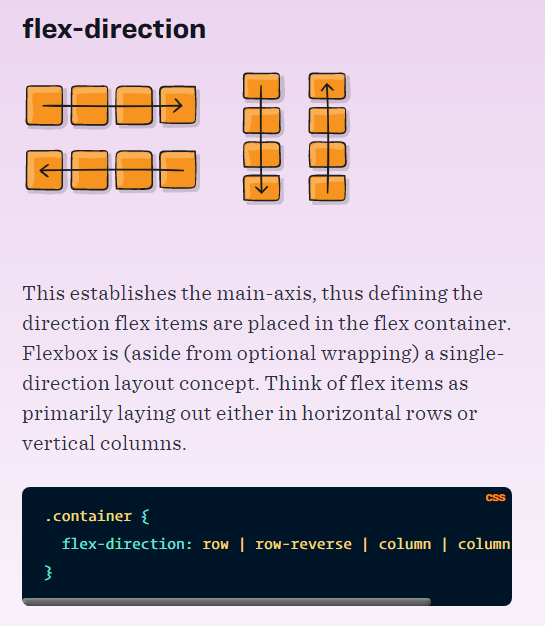 flex-direction
This establishes the main-axis, thus defining the
direction flex items are placed in the flex container.
Flexbox is (aside from optional wrapping) a single-
direction layout concept. Think of flex items as
primarily laying out either in horizontal rows or
vertical columns.
CSS
.container {
  flex-direction: row | row-reverse | column | column
}